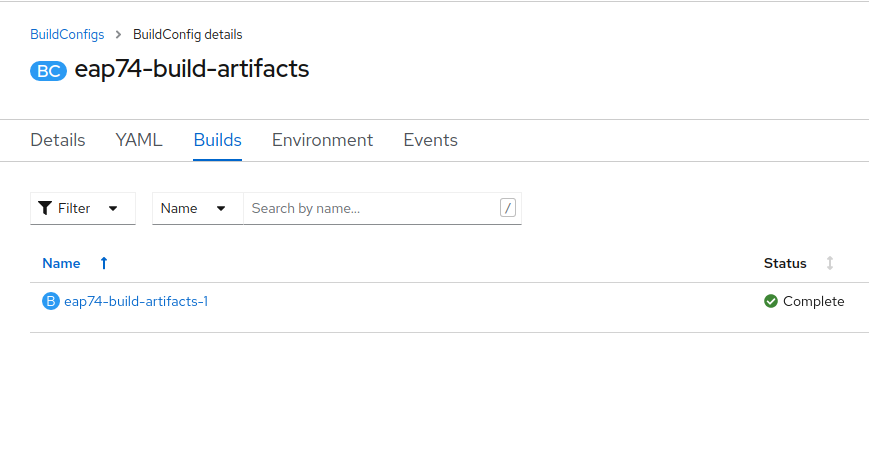 BuildConfigs > BuildConfig details
BC eap74-build-artifacts
Details YAML Builds Environment Events
Filter Name Search by name... /
Name Status
B eap74-build-artifacts-1 Complete